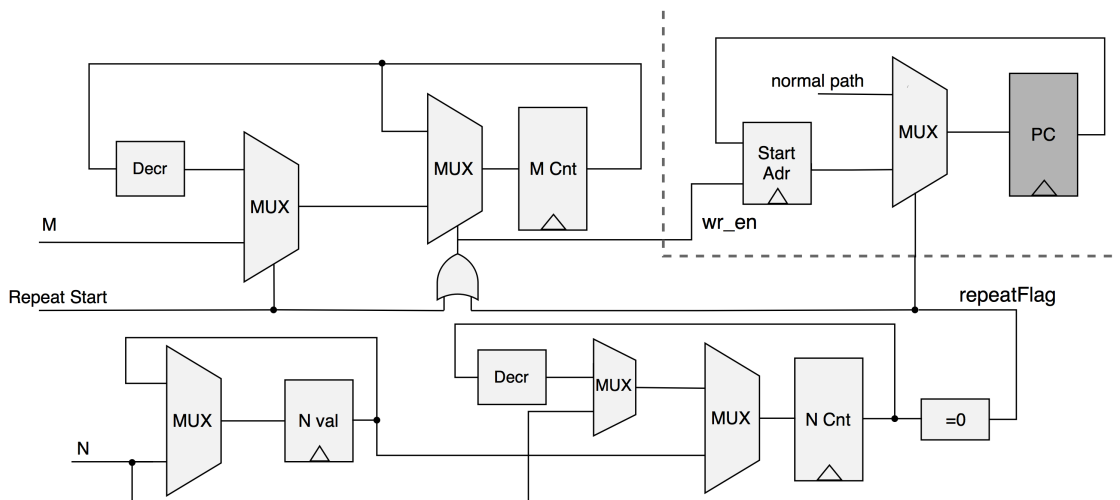 normal path
MUX
PC
Start
Adr
Decr
MUX
M Cnt
MUX
M
wr_en
Repeat Start
repeatFlag
Decr
MUX
MUX
N val
MUX
N Cnt
=0
N